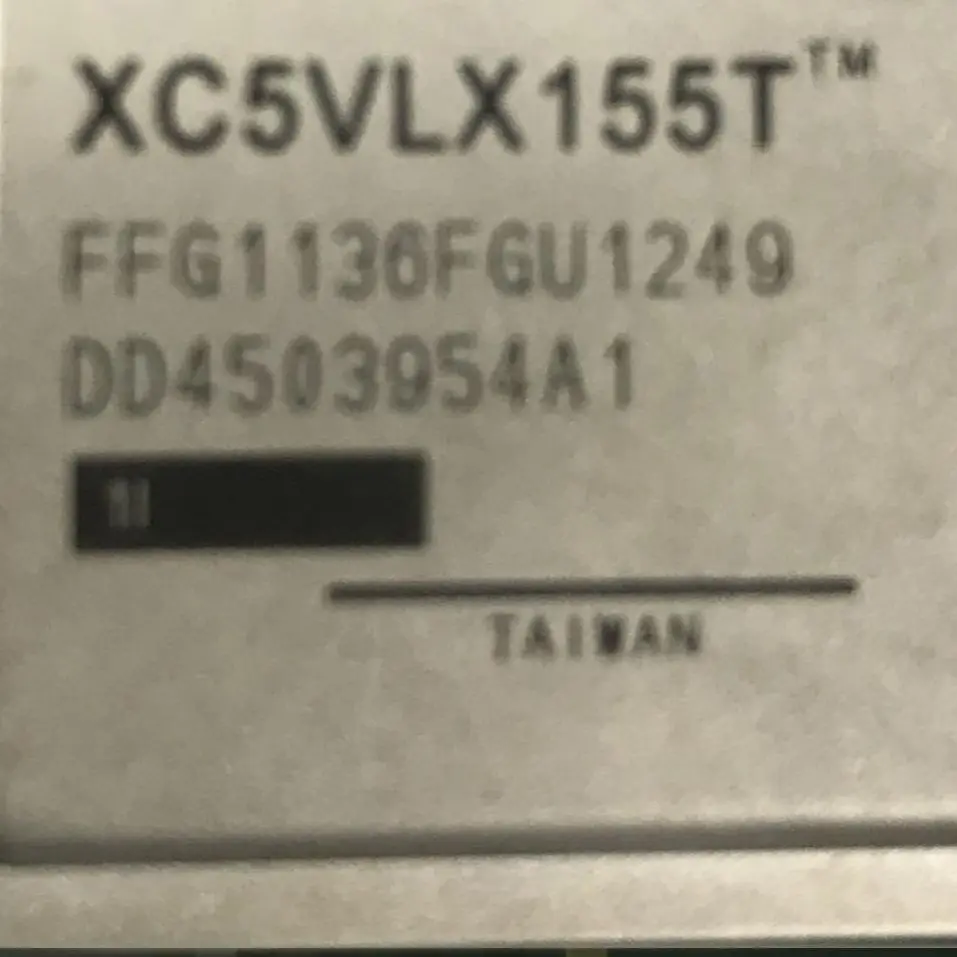 XC5VLX155T™
FFG1136FGU1249
DD4503954A1
TAIWAN